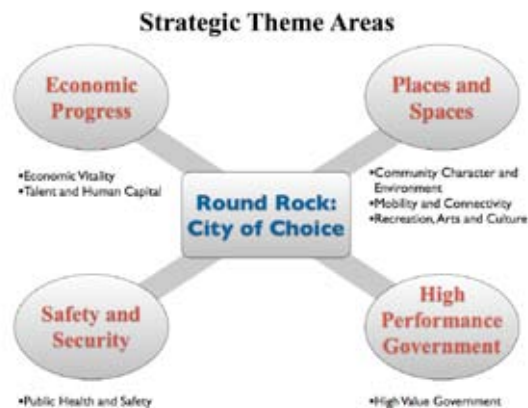 Strategic Theme Areas
Economic
Progress
•Economic Vitality
•Talent and Human Capital
Places and
Spaces
•Community Character and
Environment
•Mobility and Connectivity
•Recreation, Arts and Culture
Round Rock:
City of Choice
Safety and
Security
•Public Health and Safety
High
Performance
Government
•High Value Government